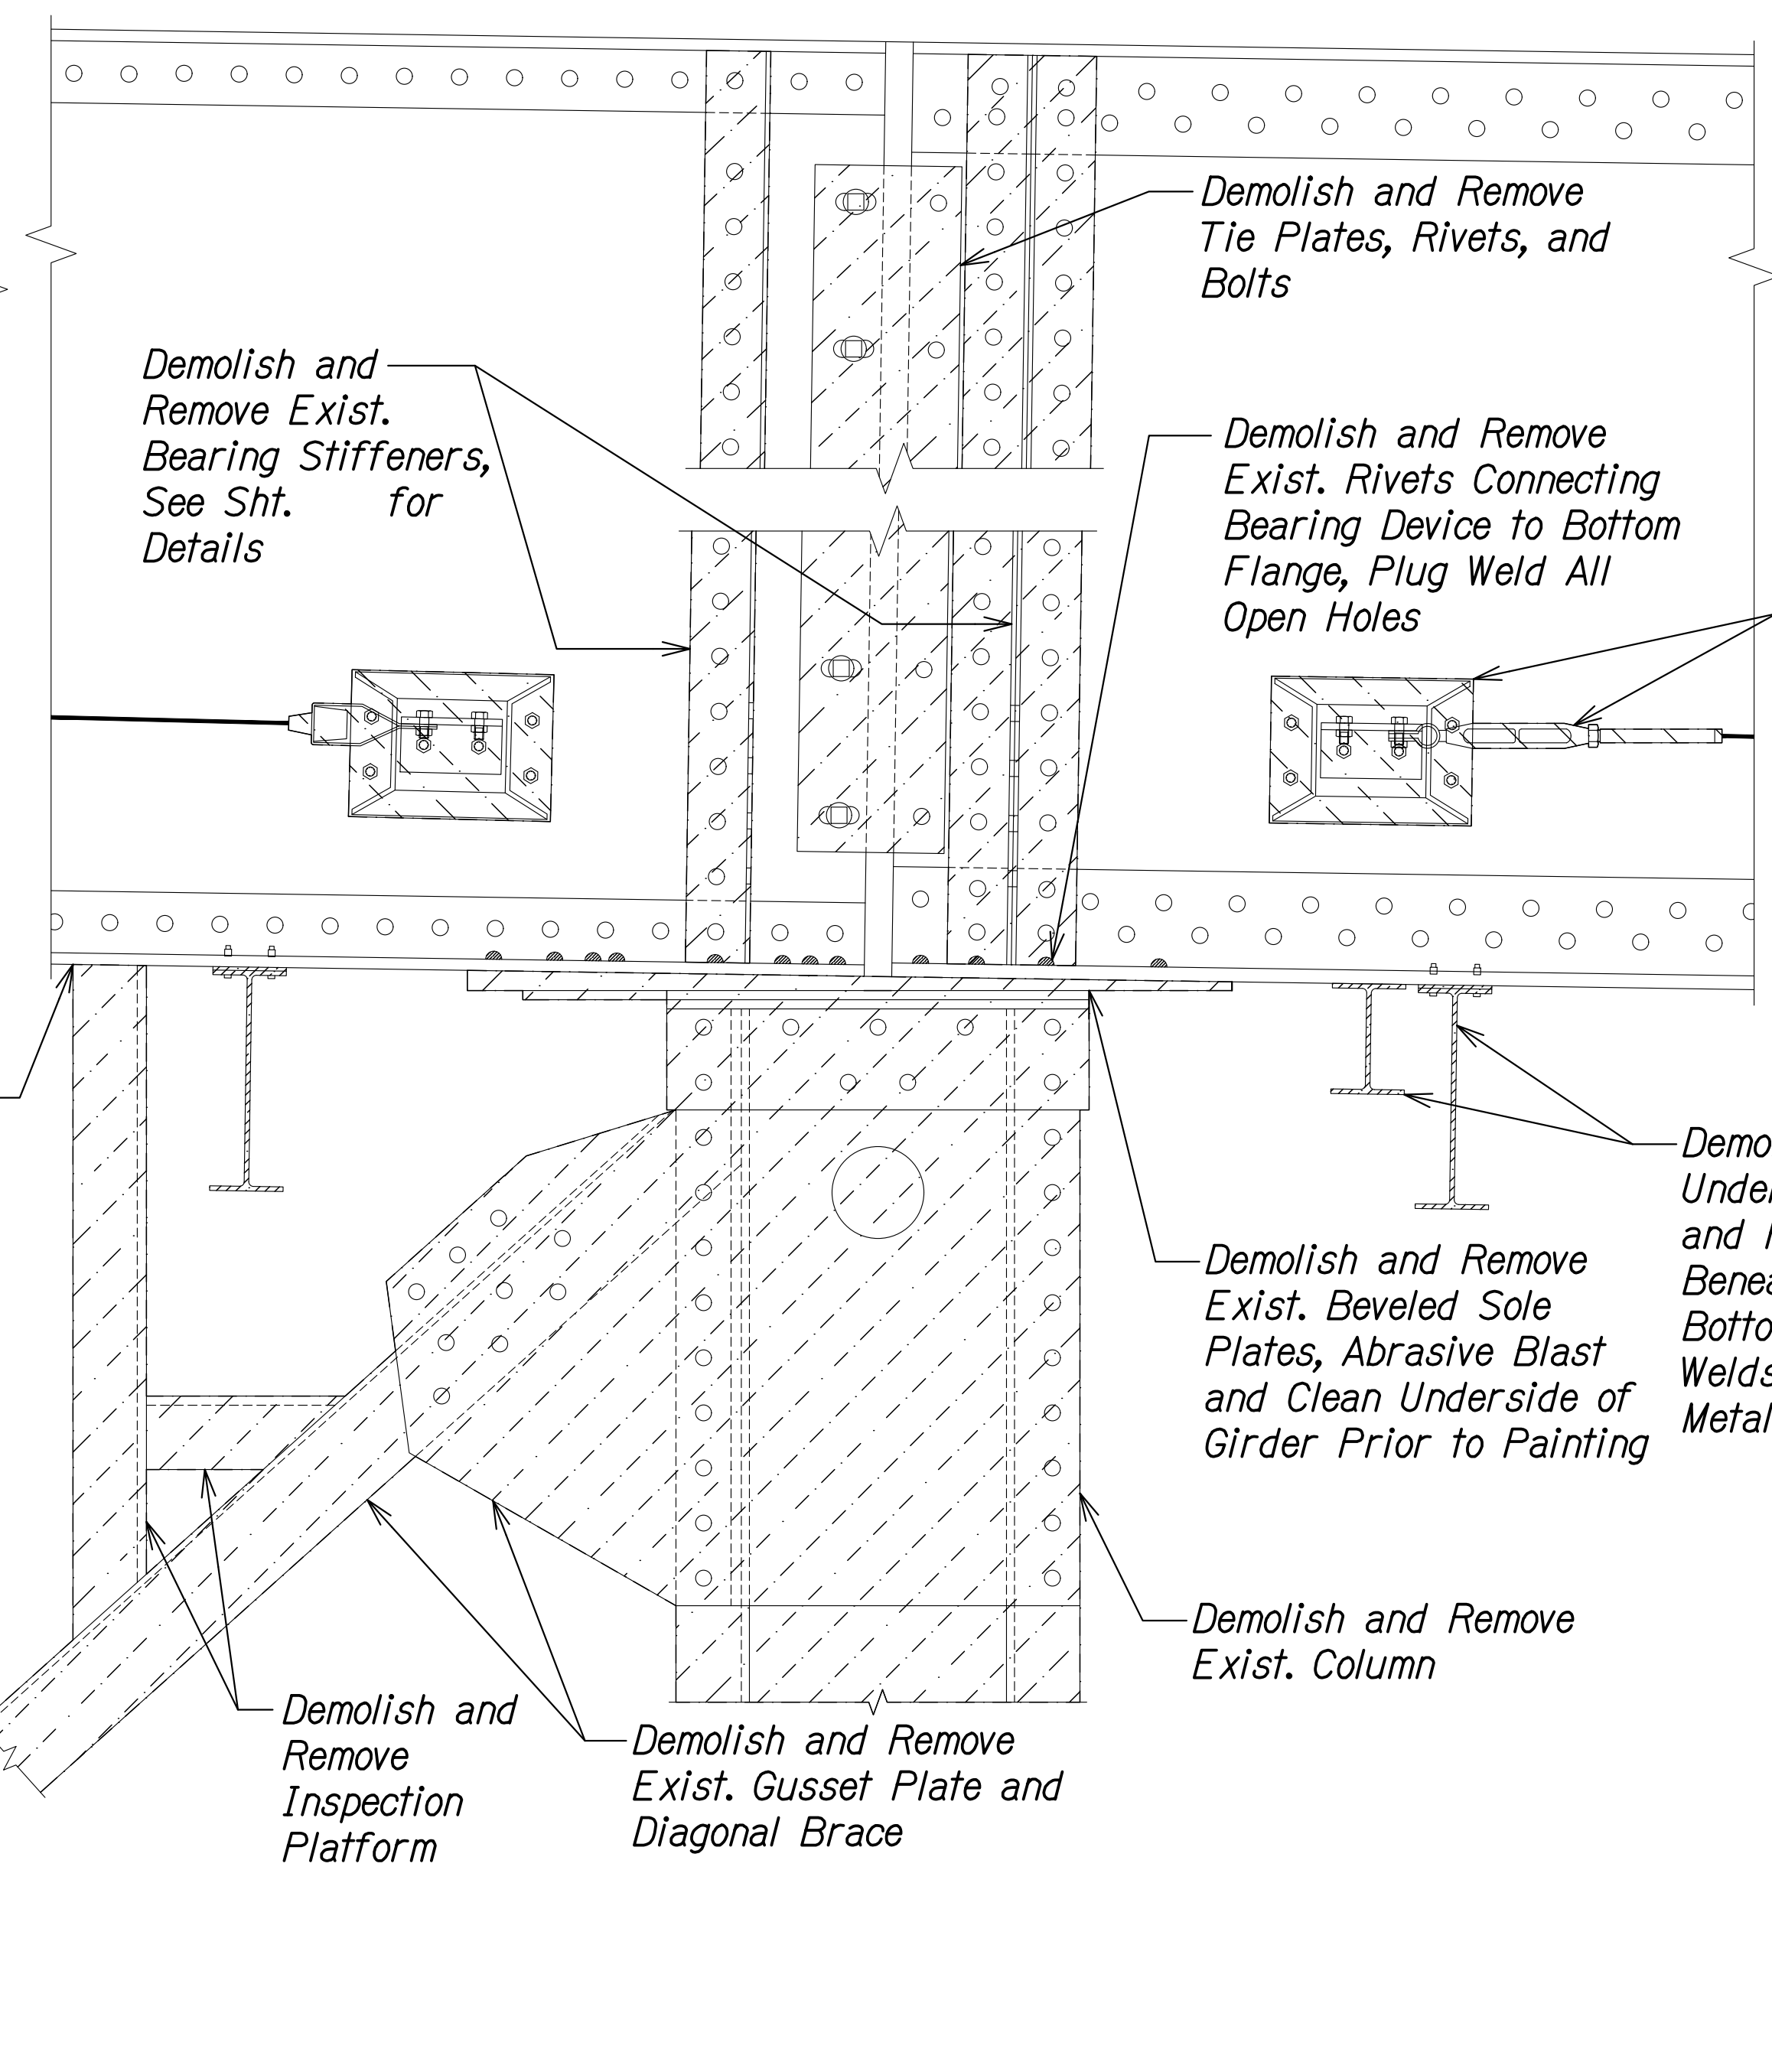 Demolish and Remove
Tie Plates, Rivets, and
Bolts
Demolish and
Remove Exist.
Bearing Stiffeners,
See Sht. for
Details
Demolish and Remove
Exist. Rivets Connecting
Bearing Device to Bottom
Flange, Plug Weld All
Open Holes
Demolish and Remove
Exist. Beveled Sole
Plates, Abrasive Blast
and Clean Underside of
Girder Prior to Painting
and
Welds
Metal
Demolish and Remove
Exist. Column
Demolish and
Remove
Inspection
Platform
Demolish and Remove
Exist. Gusset Plate and
Diagonal Brace